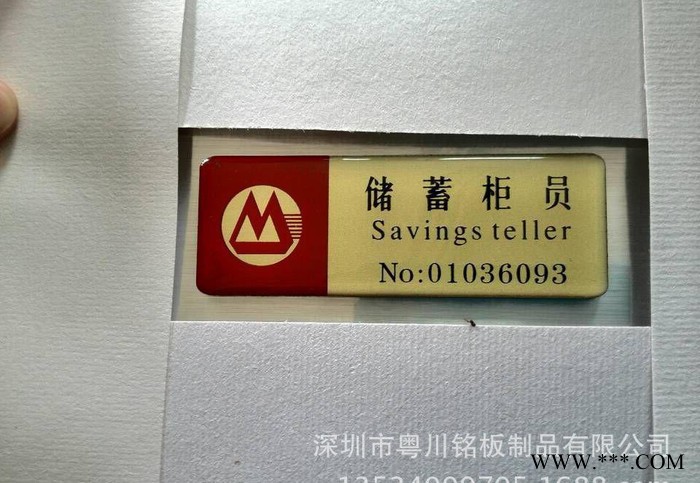 储蓄柜员
Savings teller
No:01036093
深圳市粤川铭板制品有限公司
www.***.com